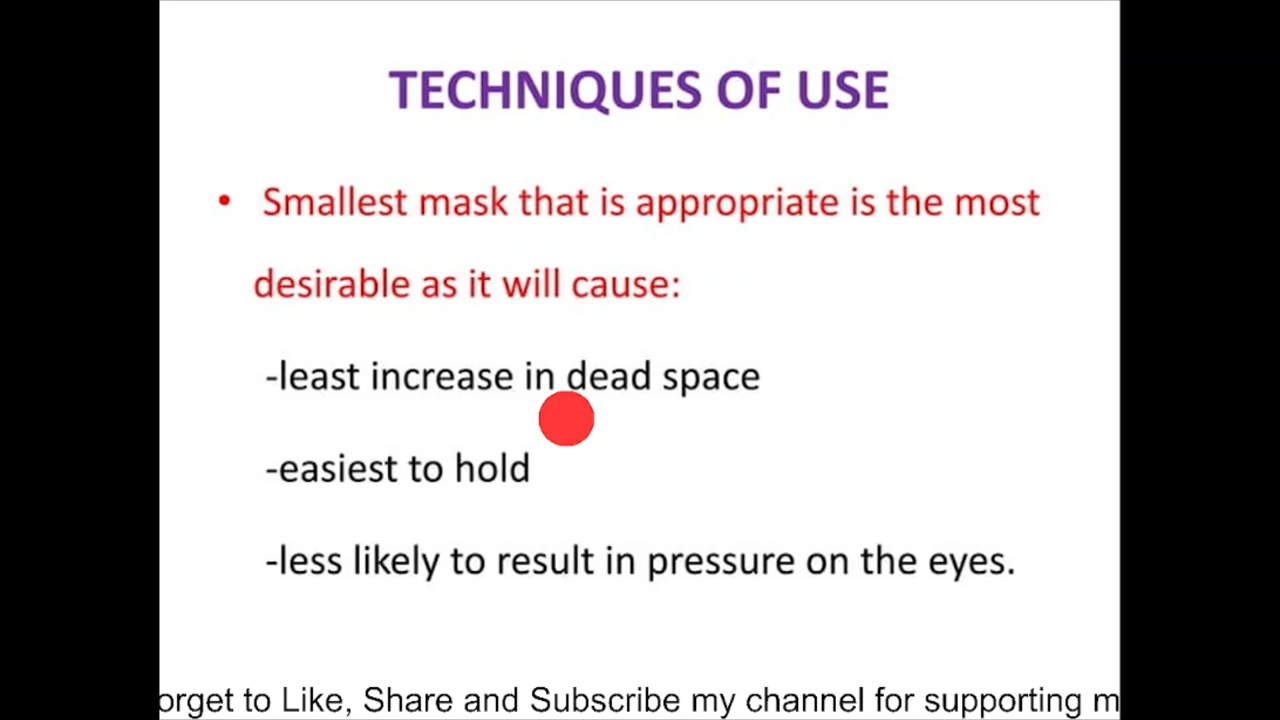 TECHNIQUES OF USE
• Smallest mask that is appropriate is the most
desirable as it will cause:
-least increase in dead space
-easiest to hold
-less likely to result in pressure on the eyes.
orget to Like, Share and Subscribe my channel for supporting m